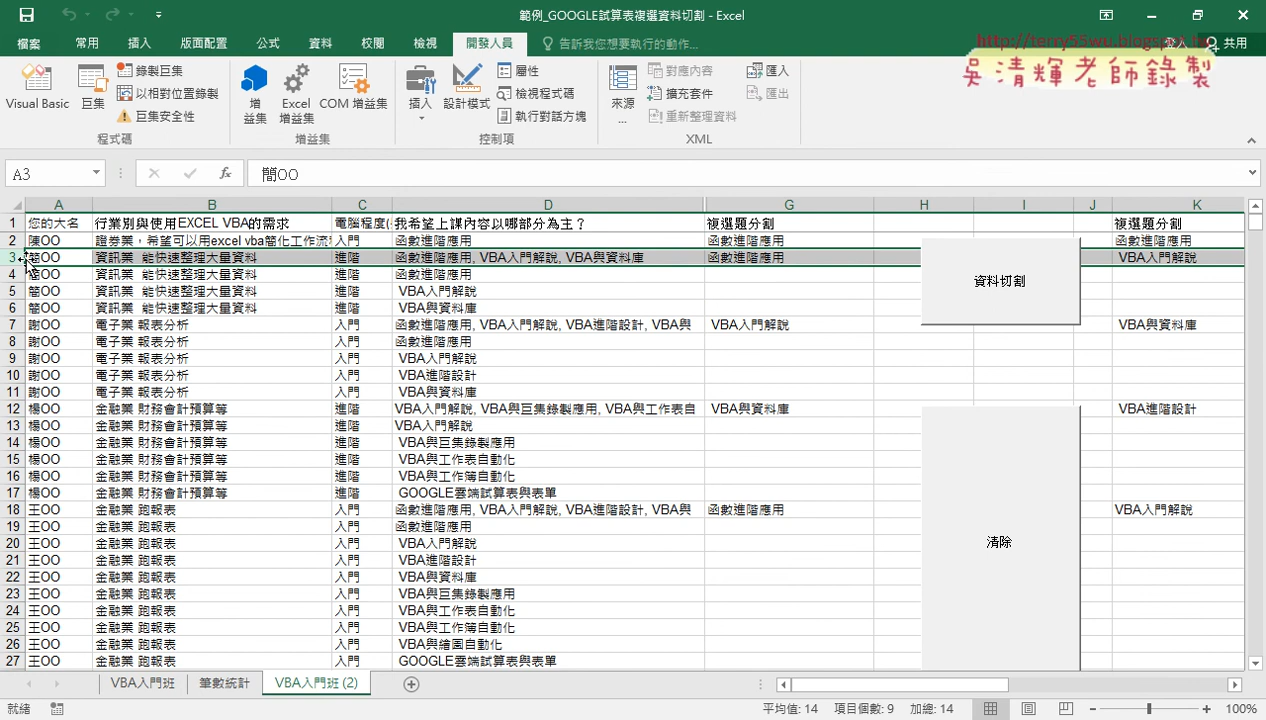 範例_GOOGLE試算表複選資料切割 - Excel
檔案 常用 插入 版面配置 公式 資料 校閱 檢視 開發人員 告訴我您想要執行的動作... 登入 共用
http://terry55wu.blogspot.tw
吳清輝老師錄製
Visual Basic 巨集 錄製巨集 以相對位置錄製 巨集安全性 增益集 Excel 增益集 COM 增益集 插入 設計模式 屬性 檢視程式碼 執行對話方塊 來源... 對應內容 擴充套件 重新整理資料 匯入 匯出
程式碼 增益集 控制項 XML
A3 fx 簡OO
A B C D G H I J K
1 您的大名 行業別與使用EXCEL VBA的需求 電腦程度( 我希望上課內容以哪部分為主？ 複選題分割 複選題分割
2 陳OO 證券業，希望可以用excel vba簡化工作流程 入門 函數進階應用 函數進階應用 函數進階應用
3 簡OO 資訊業 能快速整理大量資料 進階 函數進階應用, VBA入門解說, VBA與資料庫 函數進階應用 VBA入門解說
4 簡OO 資訊業 能快速整理大量資料 進階 函數進階應用
5 簡OO 資訊業 能快速整理大量資料 進階 VBA入門解說
6 簡OO 資訊業 能快速整理大量資料 進階 VBA與資料庫
7 謝OO 電子業 報表分析 入門 函數進階應用, VBA入門解說, VBA進階設計, VBA與 VBA入門解說 VBA與資料庫
8 謝OO 電子業 報表分析 入門 函數進階應用
9 謝OO 電子業 報表分析 入門 VBA入門解說
10 謝OO 電子業 報表分析 入門 VBA進階設計
11 謝OO 電子業 報表分析 入門 VBA與資料庫
12 楊OO 金融業 財務會計預算等 進階 VBA入門解說, VBA與巨集錄製應用, VBA與工作表自 VBA與資料庫 VBA進階設計
13 楊OO 金融業 財務會計預算等 進階 VBA入門解說
14 楊OO 金融業 財務會計預算等 進階 VBA與巨集錄製應用
15 楊OO 金融業 財務會計預算等 進階 VBA與工作表自動化
16 楊OO 金融業 財務會計預算等 進階 VBA與工作簿自動化
17 楊OO 金融業 財務會計預算等 進階 GOOGLE雲端試算表與表單
18 王OO 金融業 跑報表 入門 函數進階應用, VBA入門解說, VBA進階設計, VBA與 函數進階應用 VBA入門解說
19 王OO 金融業 跑報表 入門 函數進階應用
20 王OO 金融業 跑報表 入門 VBA入門解說
21 王OO 金融業 跑報表 入門 VBA進階設計
22 王OO 金融業 跑報表 入門 VBA與資料庫
23 王OO 金融業 跑報表 入門 VBA與巨集錄製應用
24 王OO 金融業 跑報表 入門 VBA與工作表自動化
25 王OO 金融業 跑報表 入門 VBA與工作簿自動化
26 王OO 金融業 跑報表 入門 VBA與繪圖自動化
27 王OO 金融業 跑報表 入門 GOOGLE雲端試算表與表單
資料切割
清除
VBA入門班 筆數統計 VBA入門班 (2)
就緒 平均值: 14 項目個數: 9 加總: 14 100%